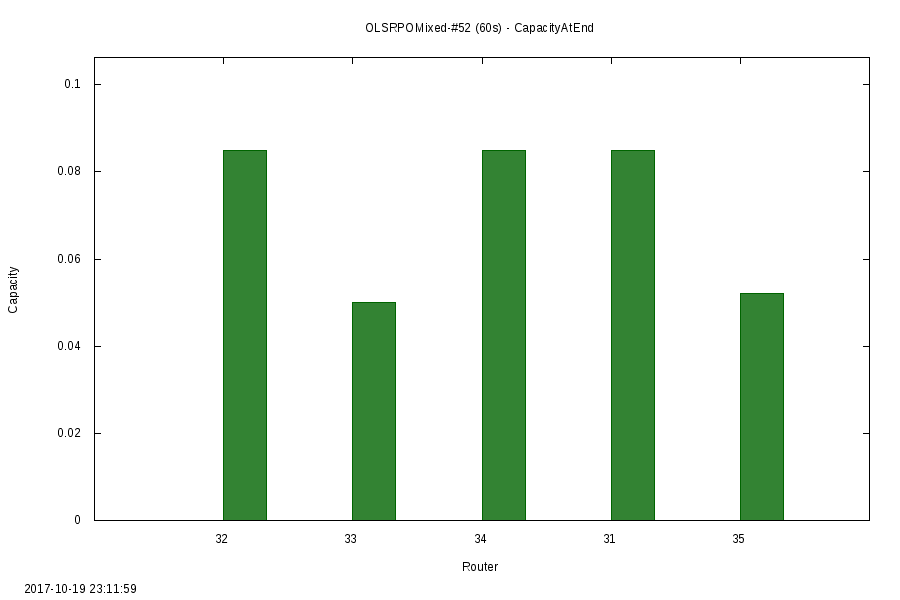 OLSRPOMixed-#52 (60s) - CapacityAtEnd
0.1
0.08
0.06
0.04
0.02
0
Capacity
32 33 34 31 35
Router
2017-10-19 23:11:59